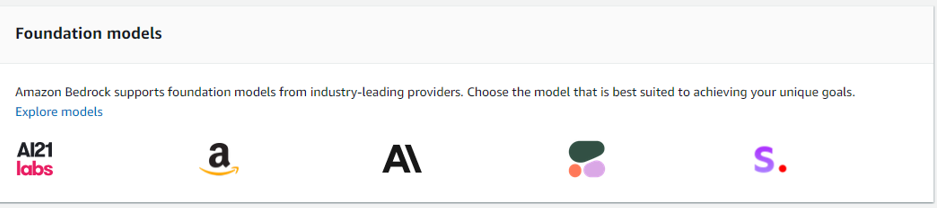 Foundation models
Amazon Bedrock supports foundation models from industry-leading providers. Choose the model that is best suited to achieving your unique goals.
Explore models
AI21
labs
a
A\
S.